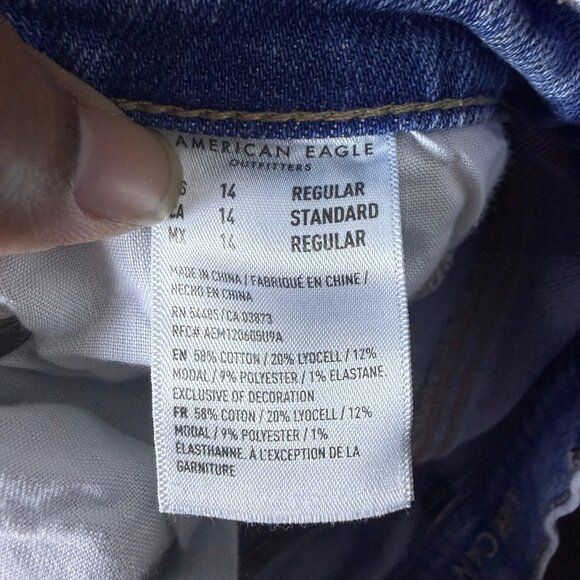 AMERICAN EAGLE
OUTFITTERS
14 REGULAR
14 STANDARD
MX 14 REGULAR
MADE IN CHINA / FABRIQUÉ EN CHINE /
HECHO EN CHINA
RN 54485 / CA 03873
RFC# AEM120605U9A
EN 58% COTTON / 20% LYOCELL / 12%
MODAL / 9% POLYESTER / 1% ELASTANE.
EXCLUSIVE OF DECORATION
FR 58% COTON / 20% LYOCELL / 12%
MODAL / 9% POLYESTER / 1%
ÉLASTHANNE. À L'EXCEPTION DE LA
GARNITURE